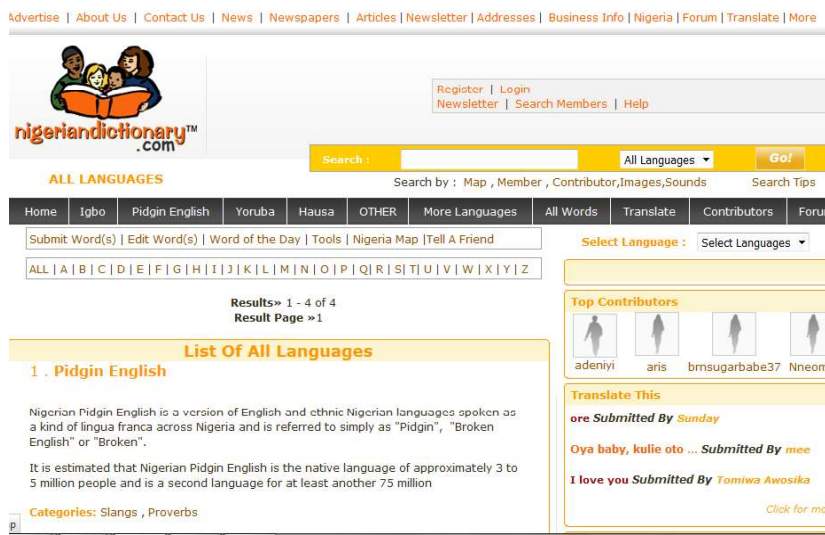 Advertise | About Us | Contact Us | News | Newspapers | Articles | Newsletter | Addresses | Business Info | Nigeria | Forum | Translate | More
nigeriandictionary™
.com
Register | Login
Newsletter | Search Members | Help
Search : All Languages Go!
ALL LANGUAGES
Search by : Map , Member , Contributor,Images,Sounds Search Tips
Home Igbo Pidgin English Yoruba Hausa OTHER More Languages All Words Translate Contributors
Submit Word(s) | Edit Word(s) | Word of the Day | Tools | Nigeria Map |Tell A Friend
Select Language : Select Languages
ALL | A | B | C | D | E | F | G | H | I | J | K | L | M | N | O | P | Q| R | S| T| U | V | W | X | Y | Z
Results» 1 - 4 of 4
Result Page »1
List Of All Languages
1 . Pidgin English
Nigerian Pidgin English is a version of English and ethnic Nigerian languages spoken as
a kind of lingua franca across Nigeria and is referred to simply as "Pidgin", "Broken
English" or "Broken".
It is estimated that Nigerian Pidgin English is the native language of approximately 3 to
5 million people and is a second language for at least another 75 million
Categories: Slangs , Proverbs
Top Contributors
adeniyi aris brnsugarbabe37
Translate This
ore Submitted By Sunday
Oya baby, kulie oto ... Submitted By mee
I love you Submitted By Tomiwa Awosika
Click for